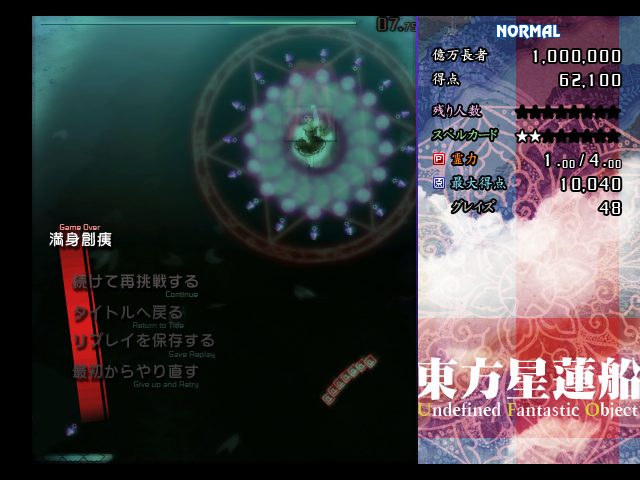 07.75
NORMAL
億万長者 1,000,000
得点 62,100
残り人数
スペルカード
P 霊力 1.00/4.00
最大得点 10,040
グレイズ 48
Game Over
満身創痍
続けて再挑戦する
Continue
タイトルへ戻る
Return to Title
リプレイを保存する
Save Replay
最初からやり直す
Give up and Retry
東方星蓮船
Undefined Fantastic Object